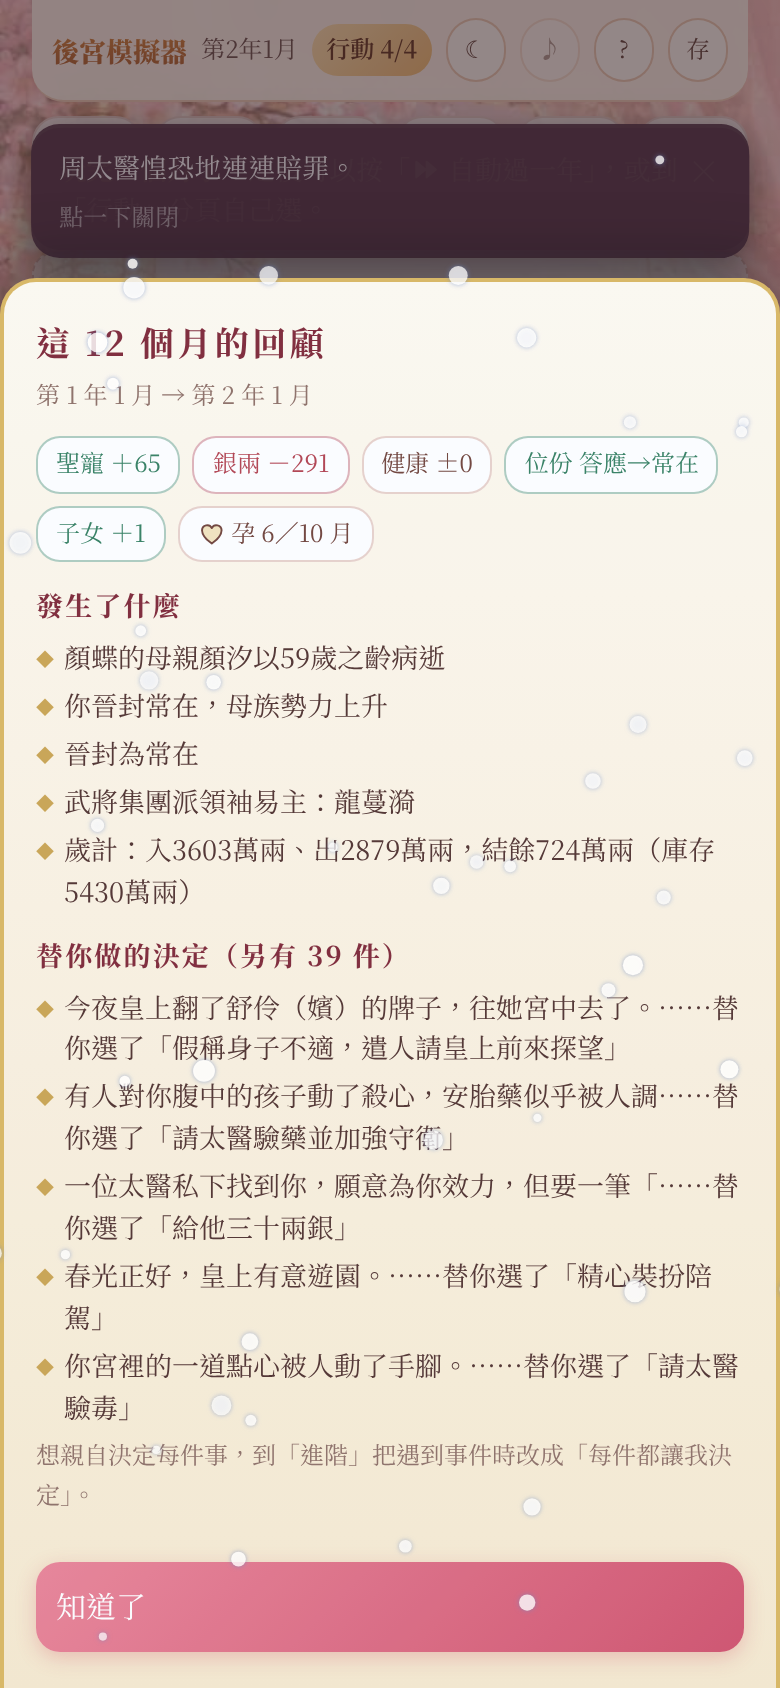 後宮模擬器 第2年1月 行動 4/4 ☾ ♪ ? 存
周太醫惶恐地連連賠罪。
點一下關閉
這 12 個月的回顧
第 1 年 1 月 → 第 2 年 1 月
聖寵 ＋65 銀兩 －291 健康 ±0 位份 答應→常在
子女 ＋1 孕 6／10 月
發生了什麼
◆ 顏蝶的母親顏汐以59歲之齡病逝
◆ 你晉封常在，母族勢力上升
◆ 晉封為常在
◆ 武將集團派領袖易主：龍蔓漪
◆ 歲計：入3603萬兩、出2879萬兩，結餘724萬兩（庫存
5430萬兩）
替你做的決定（另有 39 件）
◆ 今夜皇上翻了舒伶（嬪）的牌子，往她宮中去了。……替
你選了「假稱身子不適，遣人請皇上前來探望」
◆ 有人對你腹中的孩子動了殺心，安胎藥似乎被人調……替
你選了「請太醫驗藥並加強守衛」
◆ 一位太醫私下找到你，願意為你效力，但要一筆「……替
你選了「給他三十兩銀」
◆ 春光正好，皇上有意遊園。……替你選了「精心裝扮陪
駕」
◆ 你宮裡的一道點心被人動了手腳。……替你選了「請太醫
驗毒」
想親自決定每件事，到「進階」把遇到事件時改成「每件都讓我決
定」。
知道了